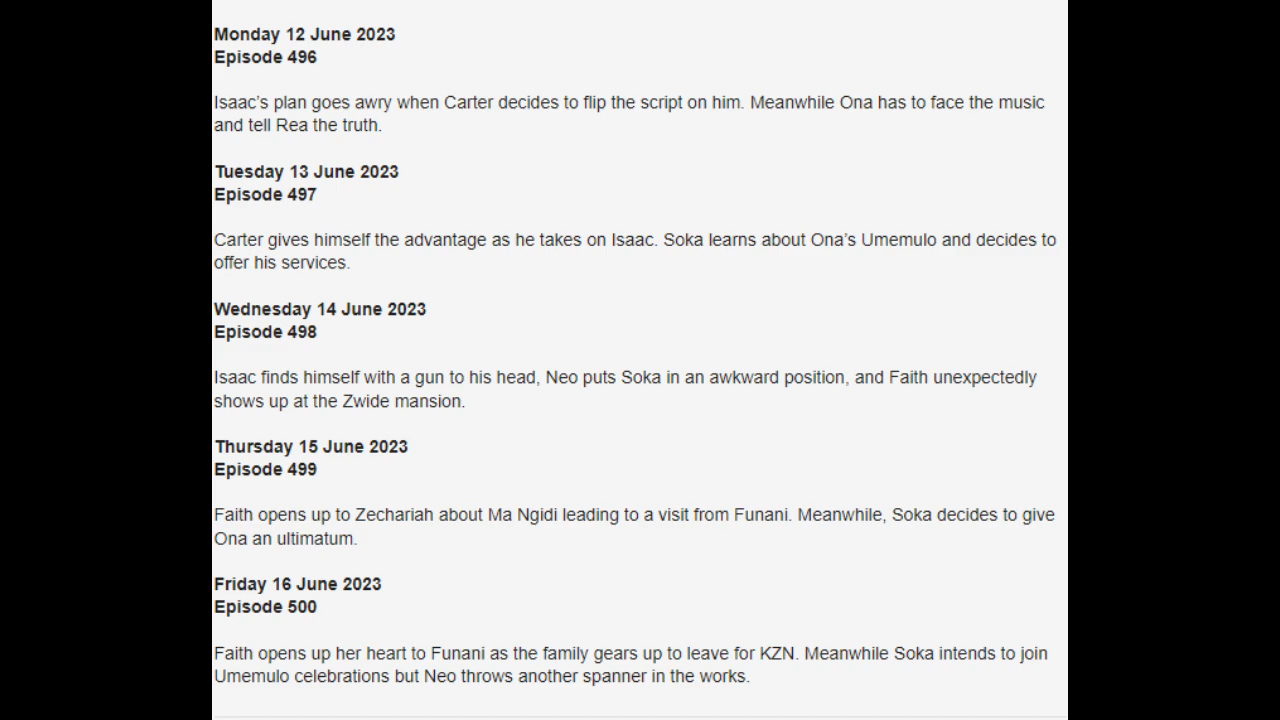 Monday 12 June 2023
Episode 496
Isaac’s plan goes awry when Carter decides to flip the script on him. Meanwhile Ona has to face the music
and tell Rea the truth.
Tuesday 13 June 2023
Episode 497
Carter gives himself the advantage as he takes on Isaac. Soka learns about Ona’s Umemulo and decides to
offer his services.
Wednesday 14 June 2023
Episode 498
Isaac finds himself with a gun to his head, Neo puts Soka in an awkward position, and Faith unexpectedly
shows up at the Zwide mansion.
Thursday 15 June 2023
Episode 499
Faith opens up to Zechariah about Ma Ngidi leading to a visit from Funani. Meanwhile, Soka decides to give
Ona an ultimatum.
Friday 16 June 2023
Episode 500
Faith opens up her heart to Funani as the family gears up to leave for KZN. Meanwhile Soka intends to join
Umemulo celebrations but Neo throws another spanner in the works.